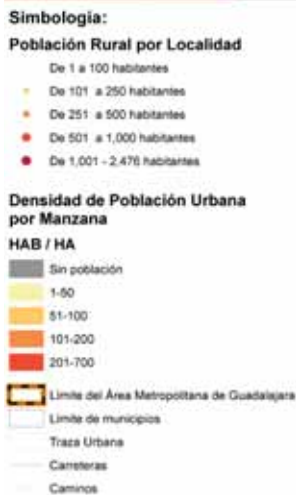 Simbología:
Población Rural por Localidad
De 1 a 100 habitantes
De 101 a 250 habitantes
De 251 a 500 habitantes
De 501 a 1,000 habitantes
De 1,001 - 2,476 habitantes
Densidad de Población Urbana
por Manzana
HAB / HA
Sin población
1-50
51-100
101-200
201-700
Limite del Área Metropolitana de Guadalajara
Limite de municipios
Traza Urbana
Carreteras
Caminos